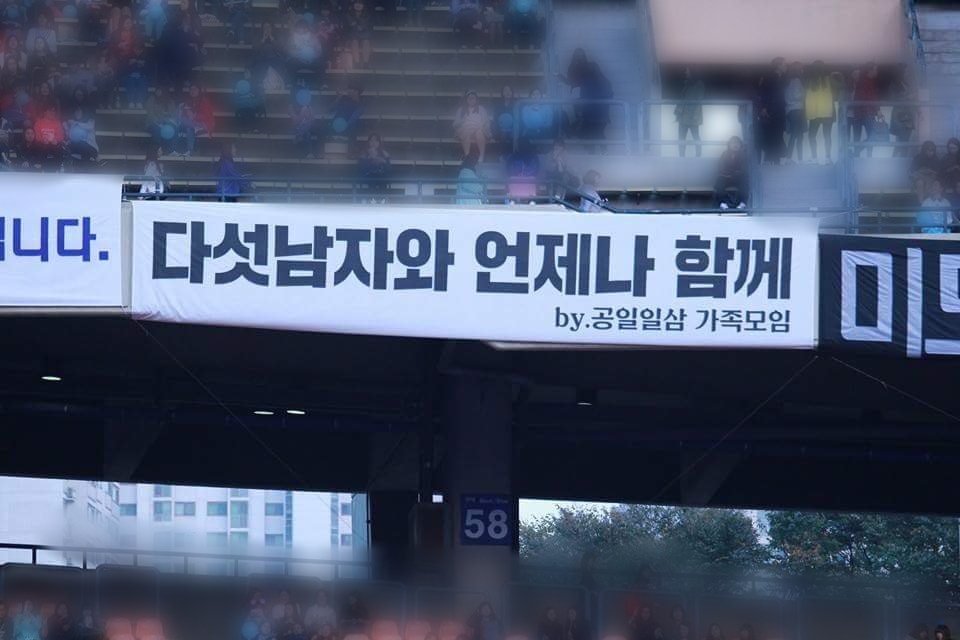 니다.
다섯남자와 언제나 함께
by.공일일삼 가족모임
미
58